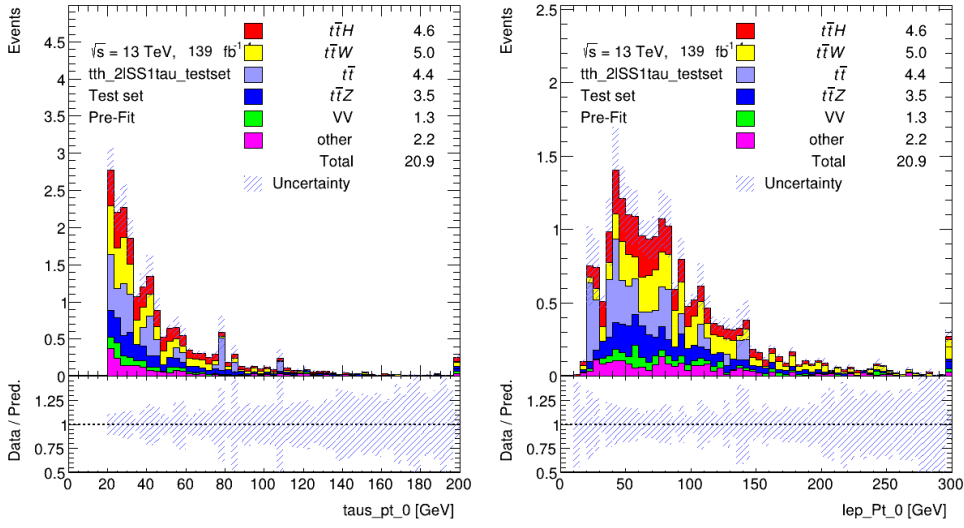 Events
5
4.5
4
3.5
3
2.5
2
1.5
1
0.5
0
√s = 13 TeV, 139 fb⁻¹
tth_2lSS1tau_testset
Test set
Pre-Fit
tt̄H 4.6
tt̄W 5.0
tt̄ 4.4
tt̄Z 3.5
VV 1.3
other 2.2
Total 20.9
Uncertainty
Data / Pred.
1.25
1
0.75
0.5
0 20 40 60 80 100 120 140 160 180 200
taus_pt_0 [GeV]
Events
2.5
2
1.5
1
0.5
0
√s = 13 TeV, 139 fb⁻¹
tth_2lSS1tau_testset
Test set
Pre-Fit
tt̄H 4.6
tt̄W 5.0
tt̄ 4.4
tt̄Z 3.5
VV 1.3
other 2.2
Total 20.9
Uncertainty
Data / Pred.
1.25
1
0.75
0.5
0 50 100 150 200 250 300
lep_Pt_0 [GeV]